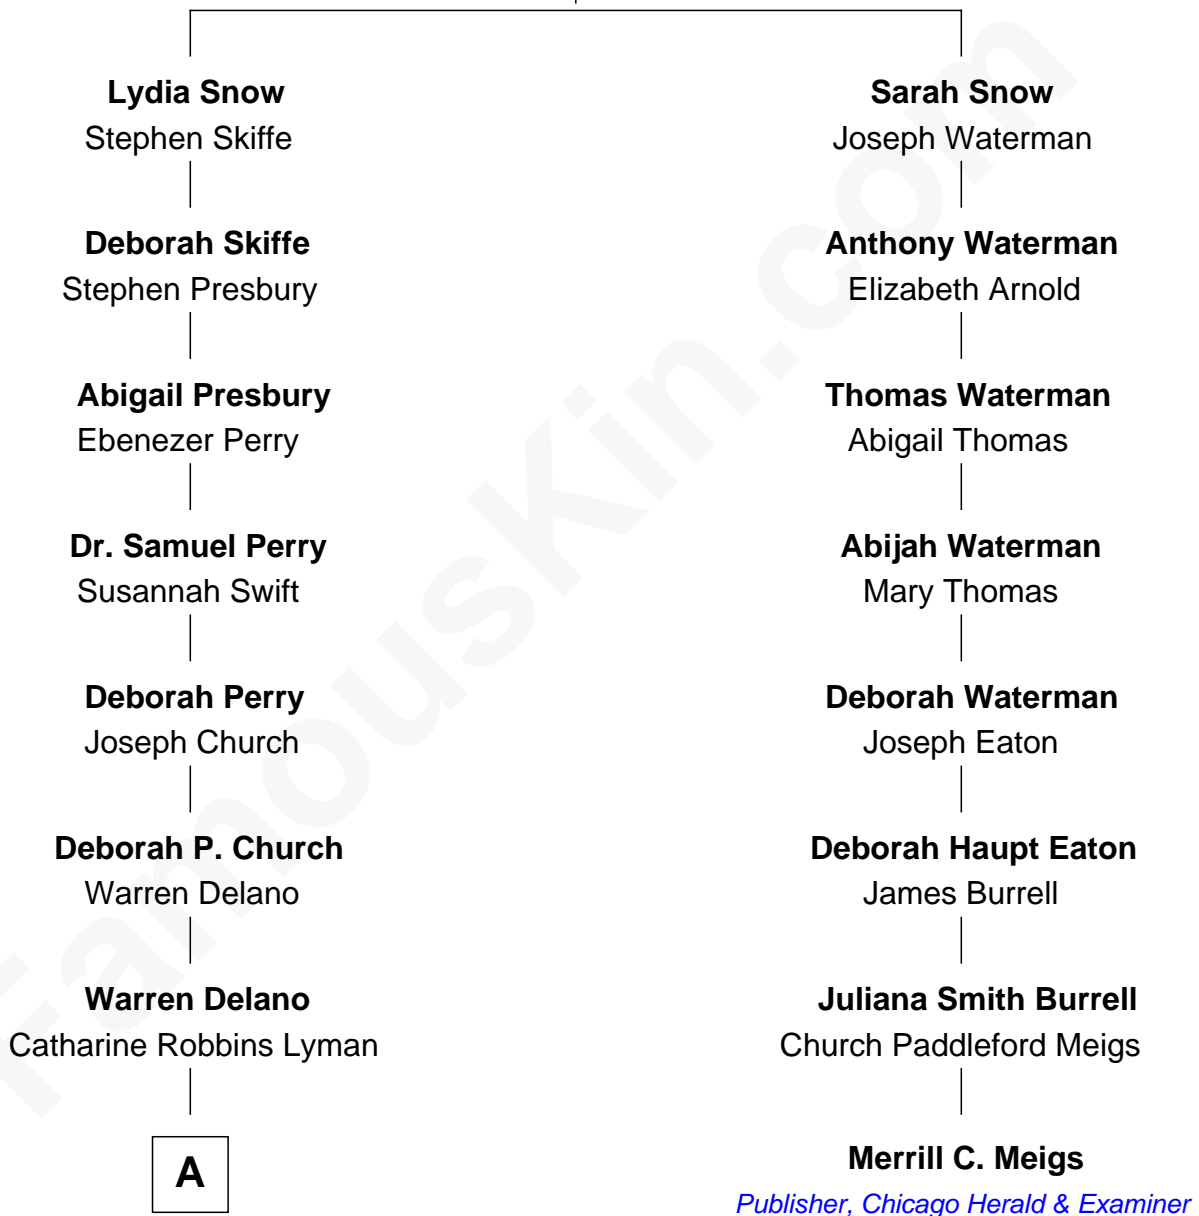 Lydia Snow
Stephen Skiffe
Deborah Skiffe
Stephen Presbury
Abigail Presbury
Ebenezer Perry
Dr. Samuel Perry
Susannah Swift
Deborah Perry
Joseph Church
Deborah P. Church
Warren Delano
Warren Delano
Catharine Robbins Lyman
A
Sarah Snow
Joseph Waterman
Anthony Waterman
Elizabeth Arnold
Thomas Waterman
Abigail Thomas
Abijah Waterman
Mary Thomas
Deborah Waterman
Joseph Eaton
Deborah Haupt Eaton
James Burrell
Juliana Smith Burrell
Church Paddleford Meigs
Merrill C. Meigs
Publisher, Chicago Herald & Examiner
FamousKin.com